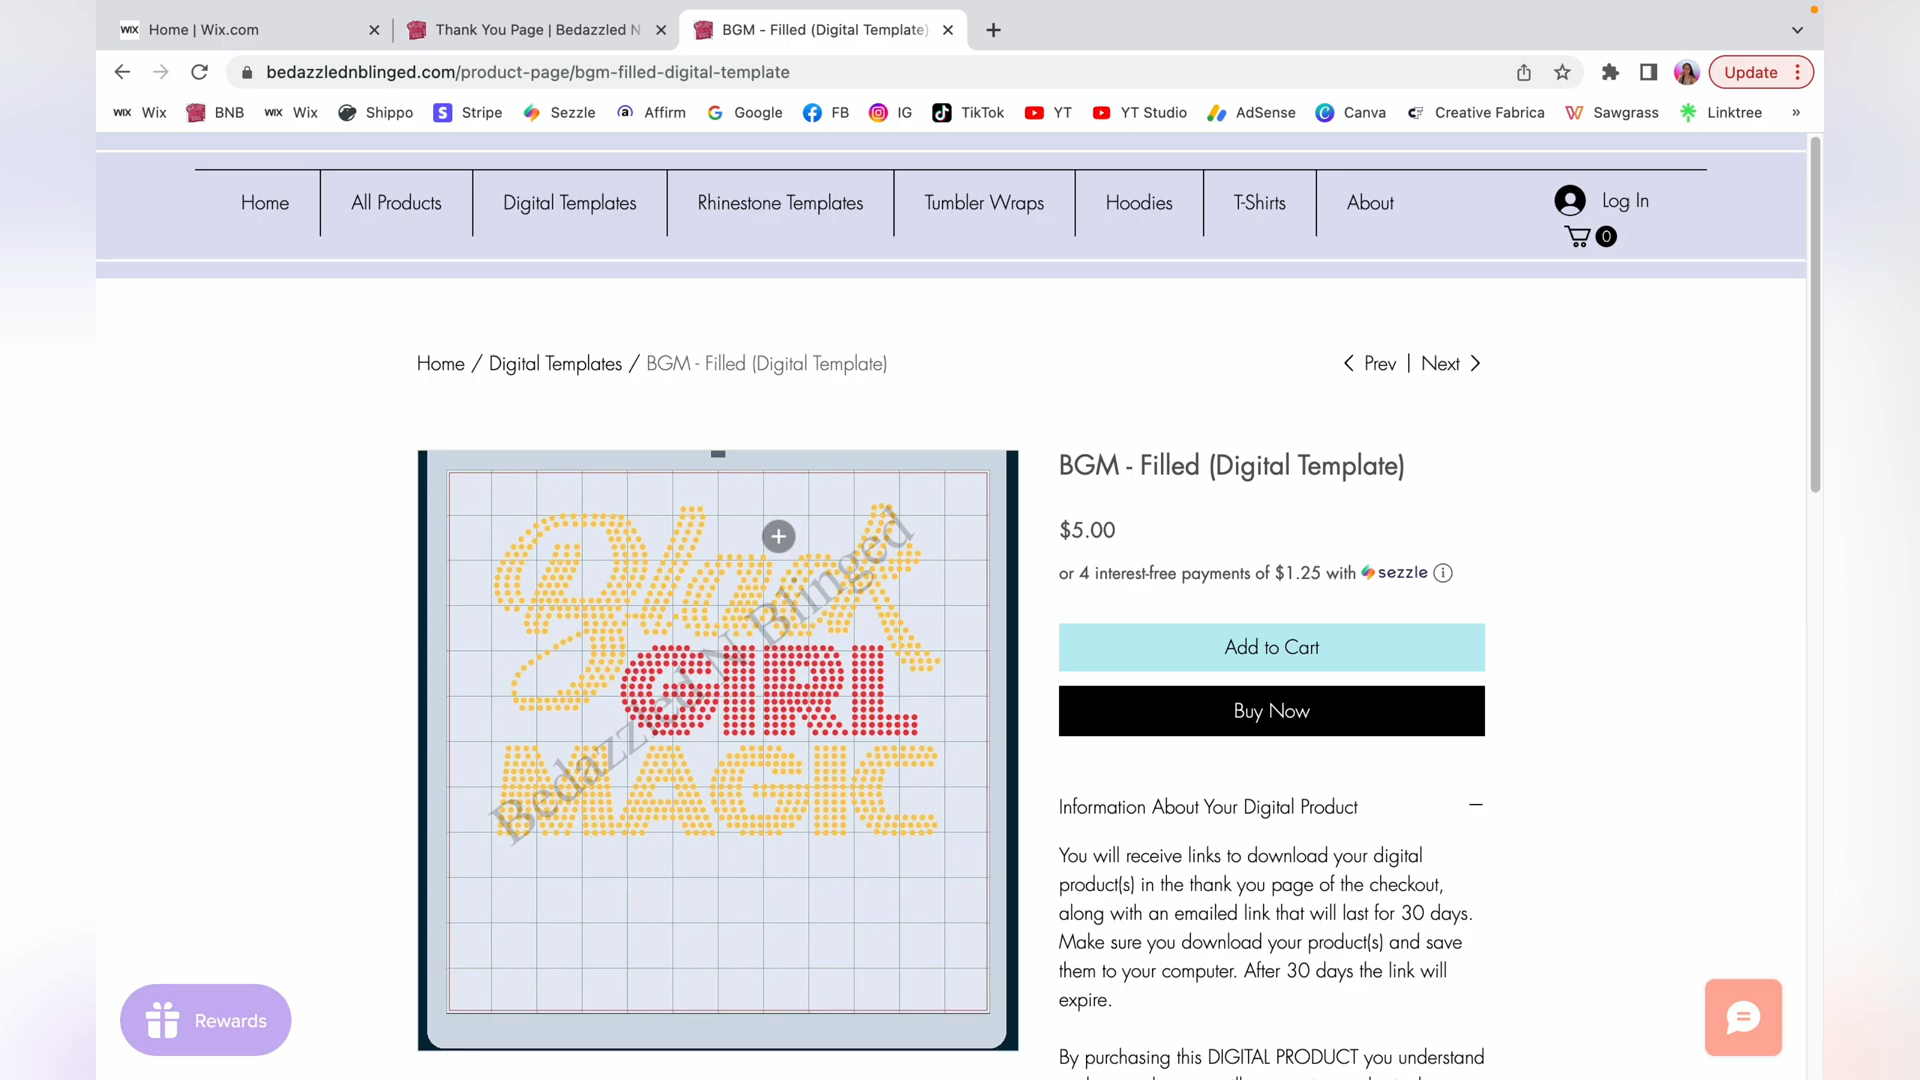 WIX Home | Wix.com
Thank You Page | Bedazzled N
BGM - Filled (Digital Template)
bedazzlednblinged.com/product-page/bgm-filled-digital-template
Update
WIX Wix BNB WIX Wix Shippo S Stripe Sezzle a Affirm G Google FB IG TikTok YT YT Studio AdSense C Canva CF Creative Fabrica Sawgrass Linktree »
Home All Products Digital Templates Rhinestone Templates Tumbler Wraps Hoodies T-Shirts About
Log In
0
Home / Digital Templates / BGM - Filled (Digital Template)
< Prev | Next >
Black
GIRL
MAGIC
Bedazzled N Blinged
BGM - Filled (Digital Template)
$5.00
or 4 interest-free payments of $1.25 with sezzle i
Add to Cart
Buy Now
Information About Your Digital Product
You will receive links to download your digital
product(s) in the thank you page of the checkout,
along with an emailed link that will last for 30 days.
Make sure you download your product(s) and save
them to your computer. After 30 days the link will
expire.
By purchasing this DIGITAL PRODUCT you understand
Rewards